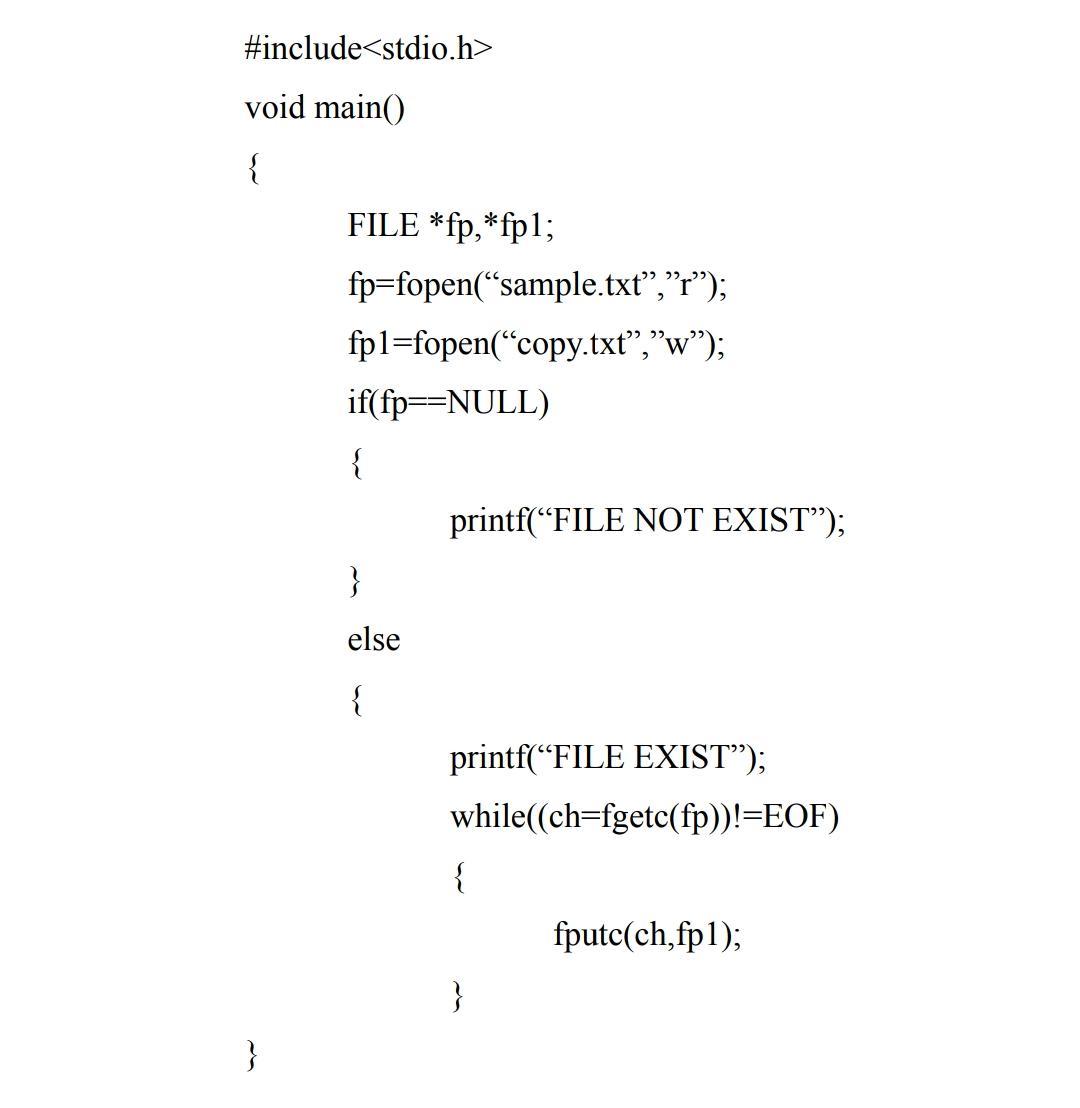 #include<stdio.h>
void main()
{
FILE *fp,*fp1;
fp=fopen(“sample.txt”,”r”);
fp1=fopen(“copy.txt”,”w”);
if(fp==NULL)
{
printf(“FILE NOT EXIST”);
}
else
{
printf(“FILE EXIST”);
while((ch=fgetc(fp))!=EOF)
{
fputc(ch,fp1);
}
}